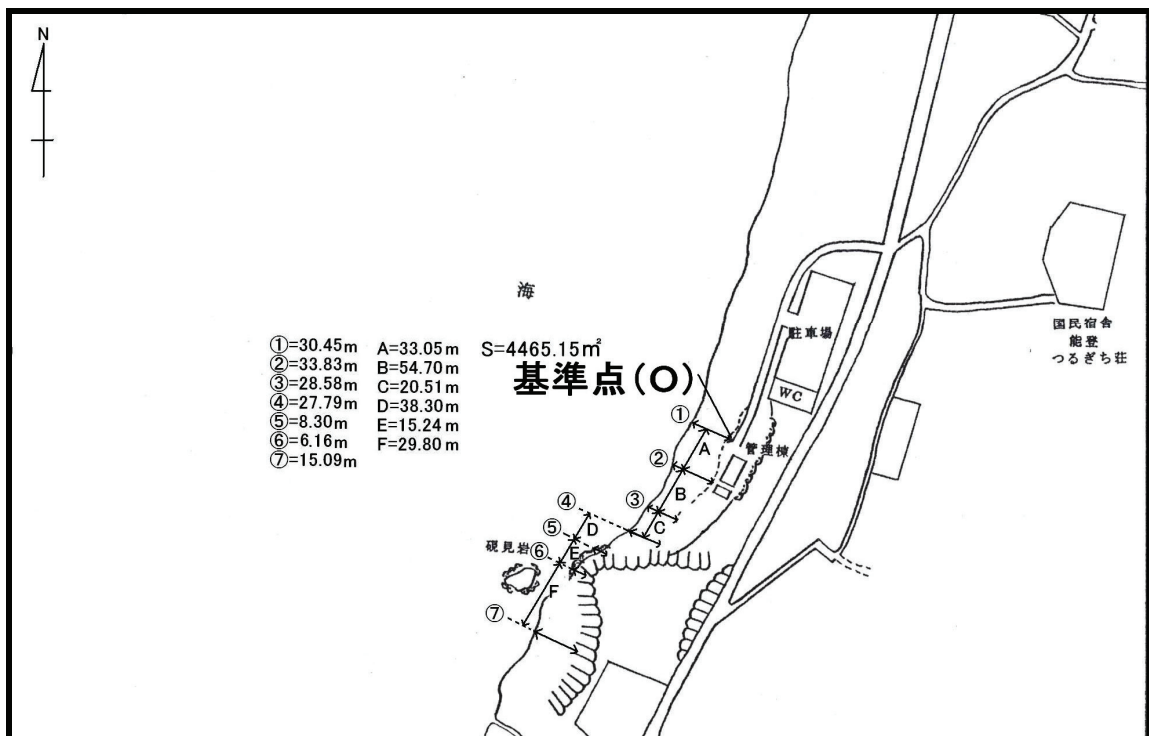 N
海
①=30.45m A=33.05m S=4465.15㎡
②=33.83m B=54.70m
③=28.58m C=20.51m
④=27.79m D=38.30m
⑤=8.30m E=15.24m
⑥=6.16m F=29.80m
⑦=15.09m
基準点(O)
駐車場
WC
管理棟
国民宿舎
能登
つるぎち荘
①
A
②
B
③
C
④
D
⑤
E
⑥
硯見岩
F
⑦